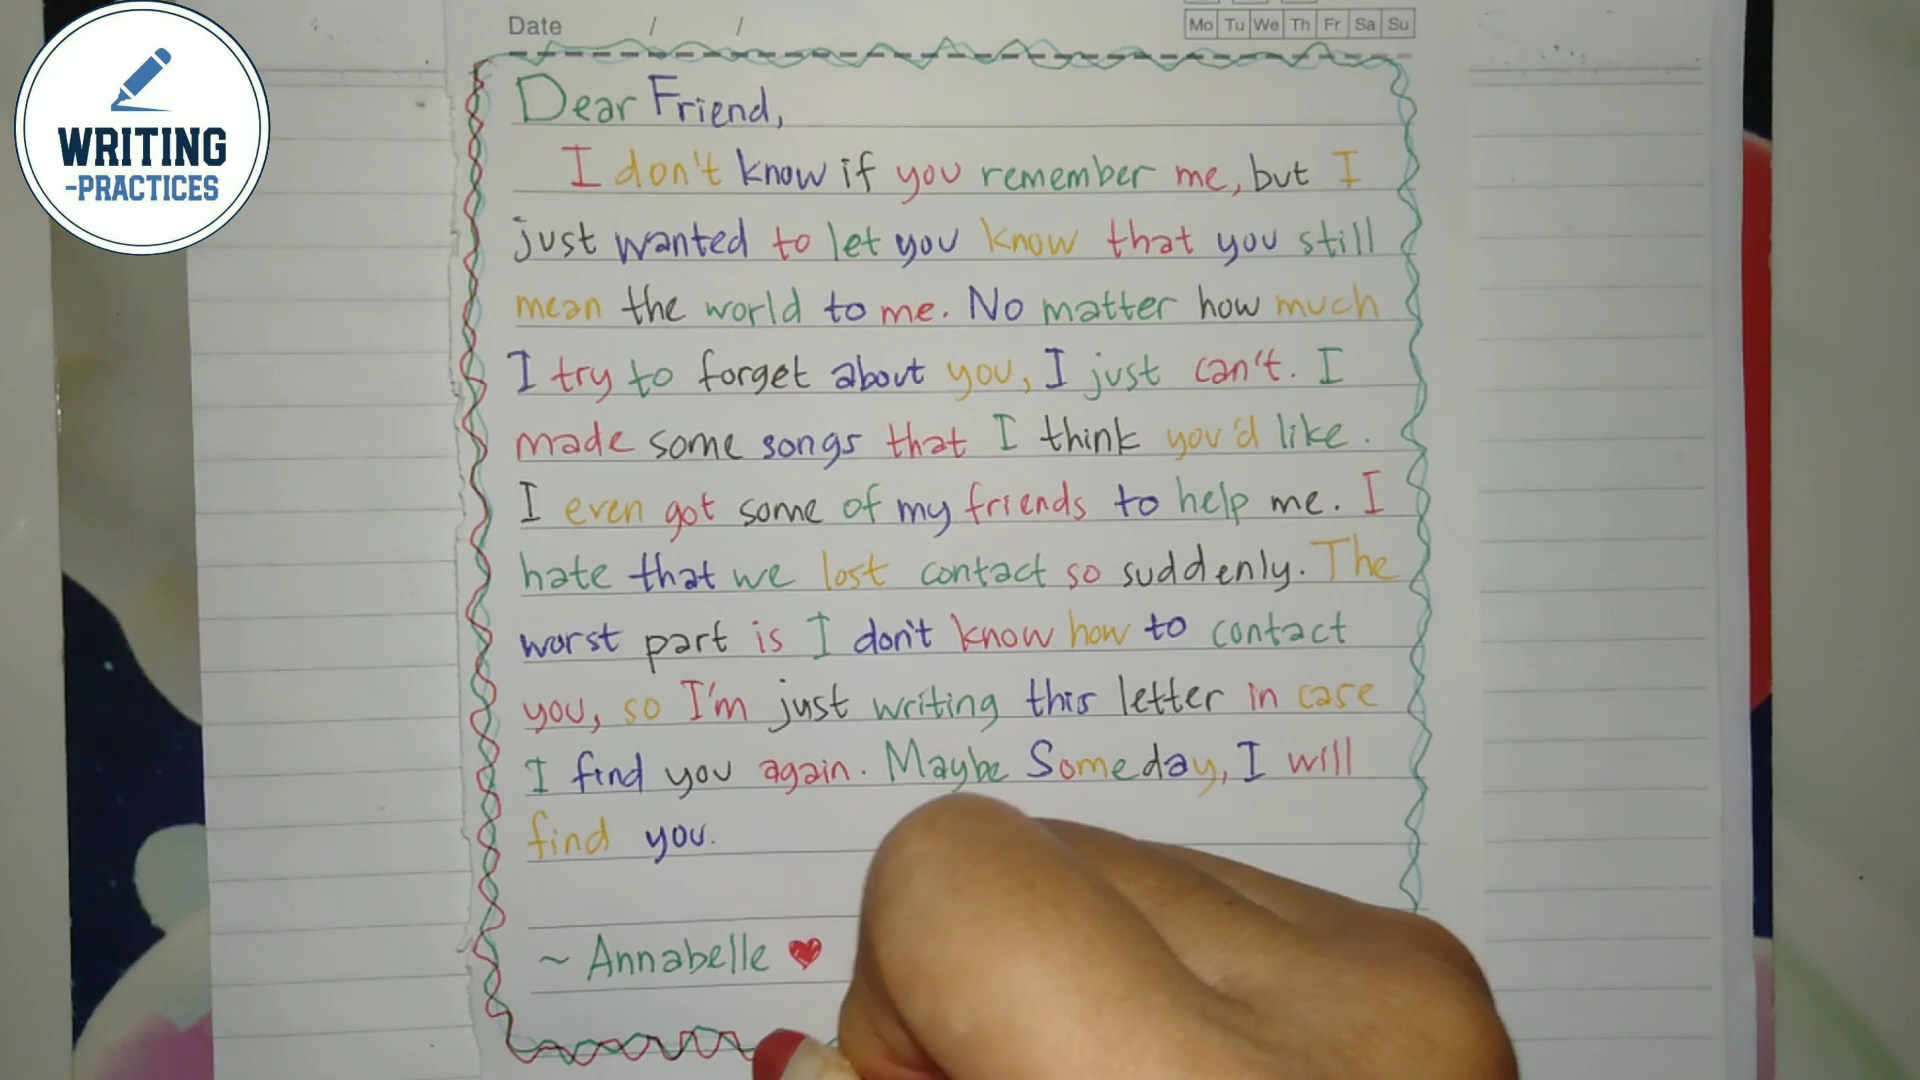 WRITING
-PRACTICES
Date / /
Mo Tu We Th Fr Sa Su
Dear Friend,
I don't know if you remember me, but I
just wanted to let you know that you still
mean the world to me. No matter how much
I try to forget about you, I just can't. I
made some songs that I think you'd like.
I even got some of my friends to help me. I
hate that we lost contact so suddenly. The
worst part is I don't know how to contact
you, so I'm just writing this letter in case
I find you again. Maybe Someday, I will
find you.
~ Annabelle ❤